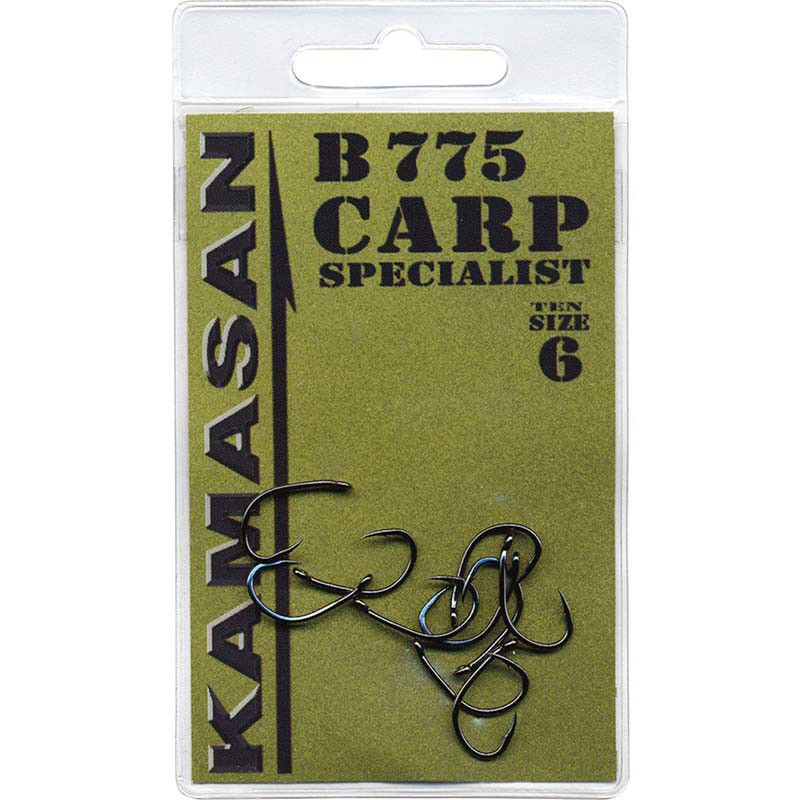 KAMASAN
B 775
CARP
SPECIALIST
TEN
SIZE
6